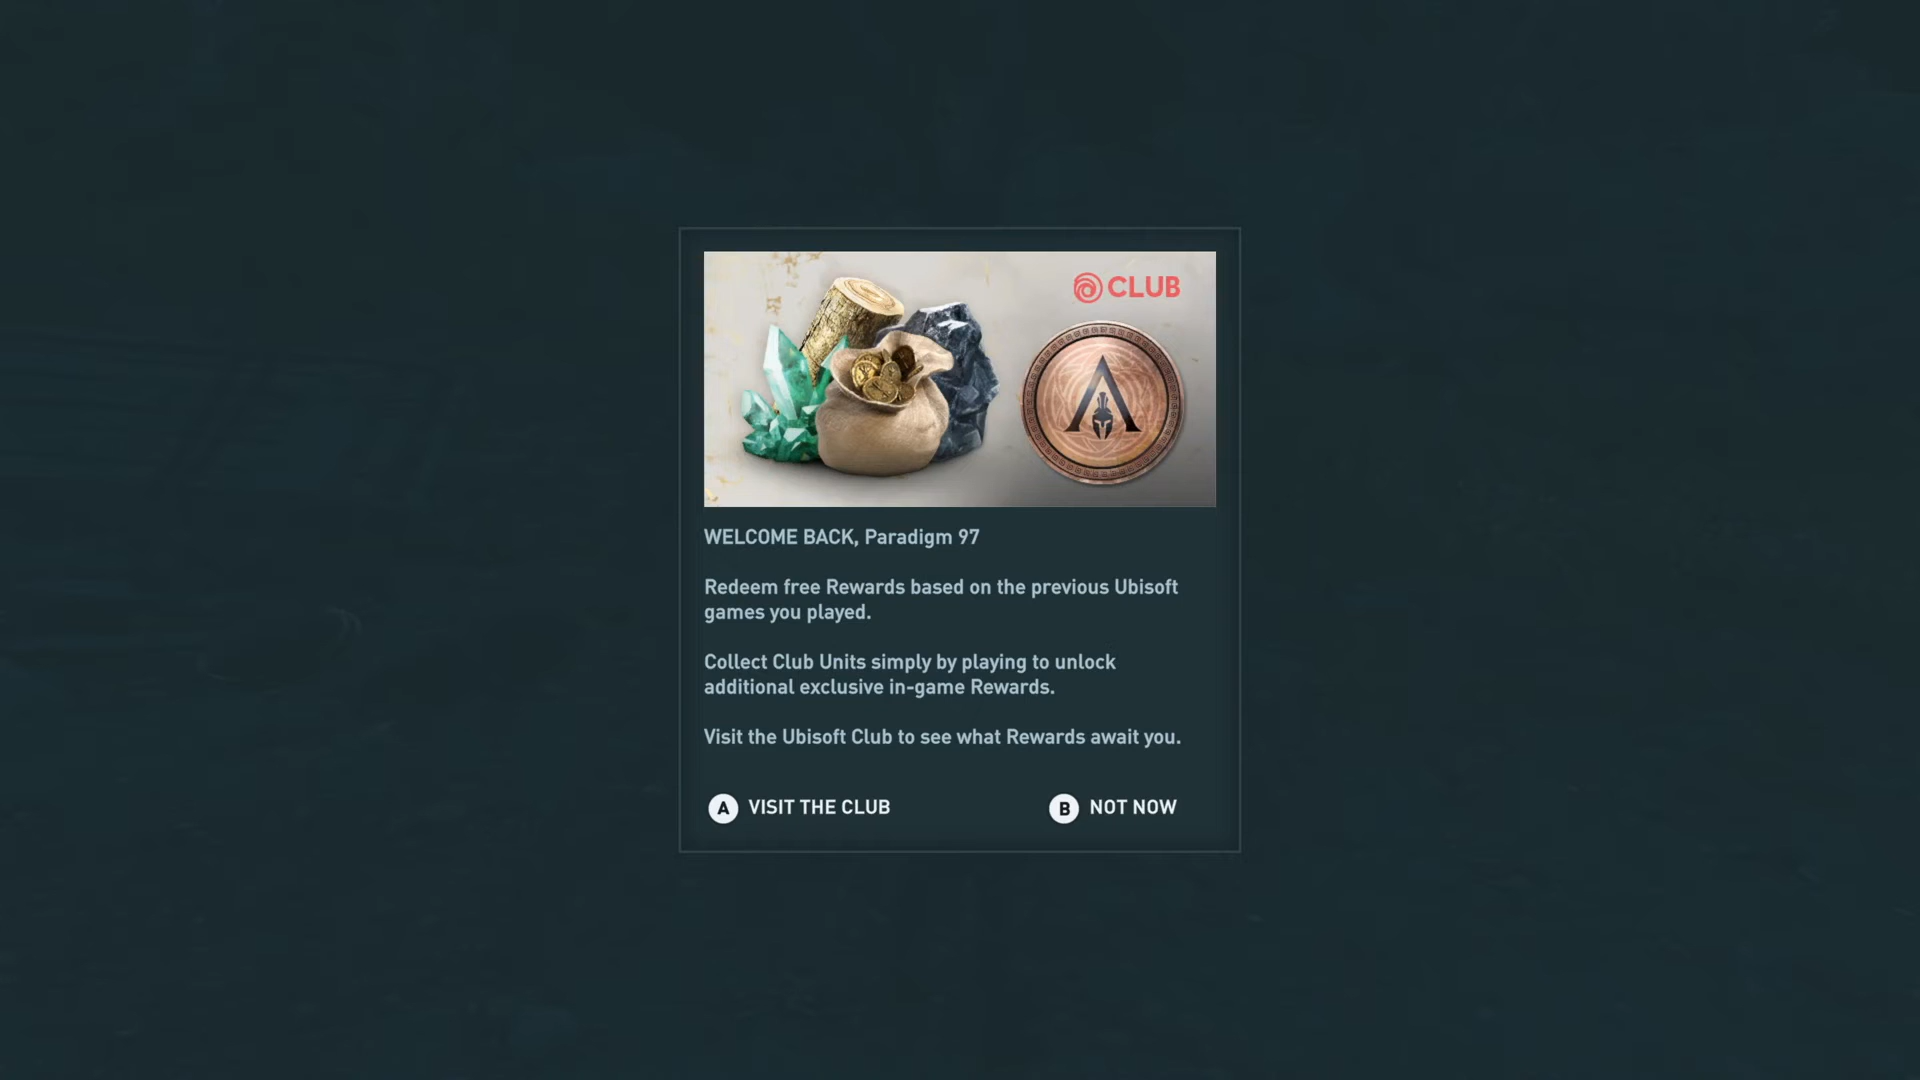 CLUB
WELCOME BACK, Paradigm 97
Redeem free Rewards based on the previous Ubisoft
games you played.
Collect Club Units simply by playing to unlock
additional exclusive in-game Rewards.
Visit the Ubisoft Club to see what Rewards await you.
A VISIT THE CLUB
B NOT NOW